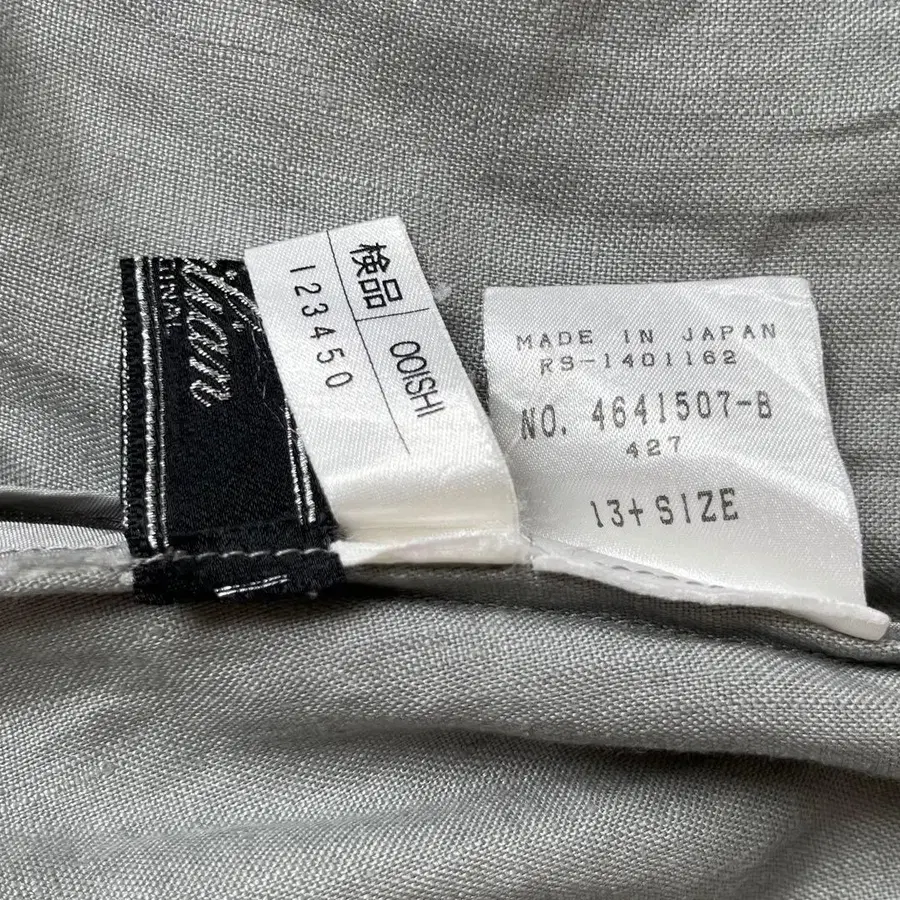 検品 OOISHI
123450
MADE IN JAPAN
RS-1401162
NO. 4641507-B
427
13+ SIZE